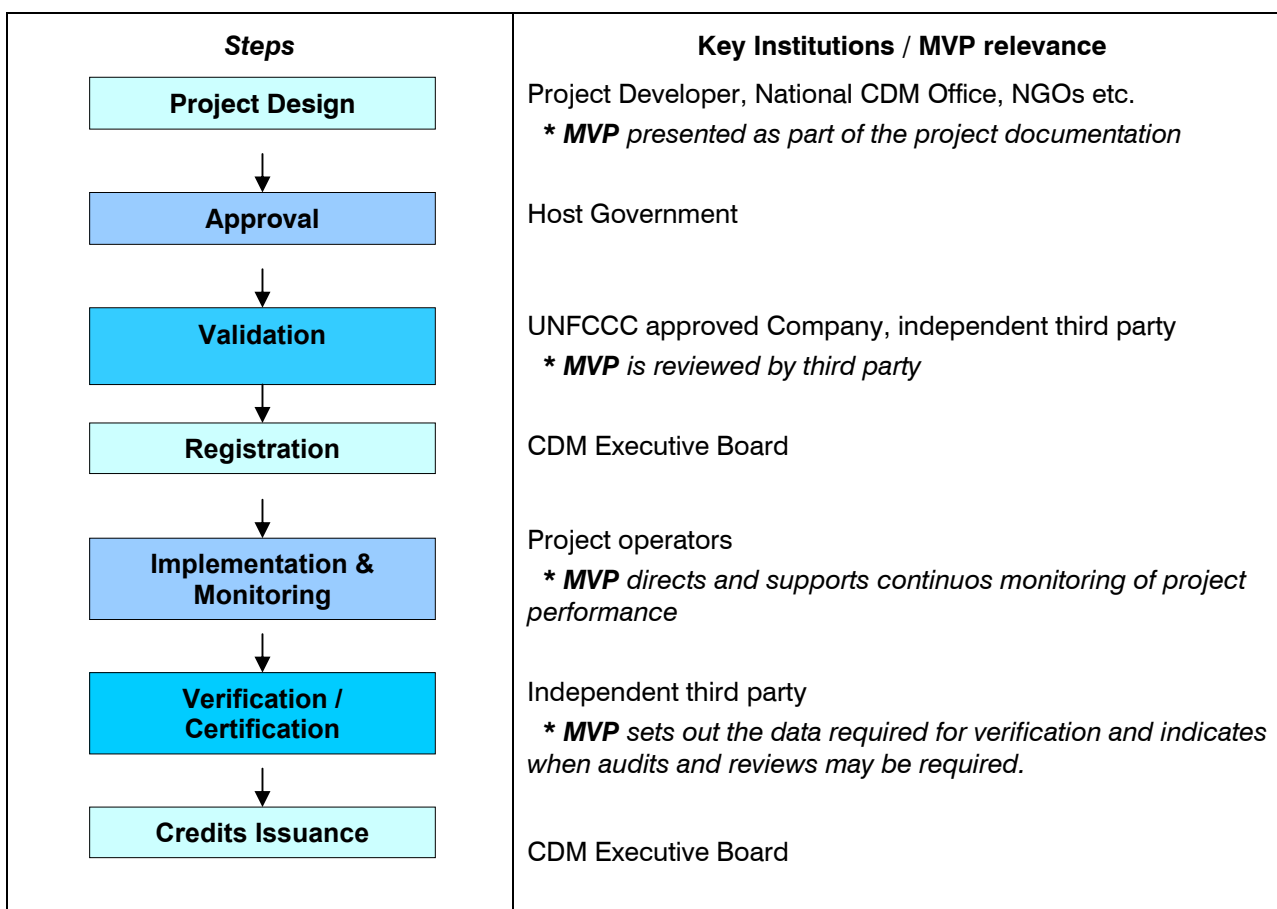 Steps
Key Institutions / MVP relevance
Project Design
Project Developer, National CDM Office, NGOs etc.
* MVP presented as part of the project documentation
Approval
Host Government
Validation
UNFCCC approved Company, independent third party
* MVP is reviewed by third party
Registration
CDM Executive Board
Implementation &
Monitoring
Project operators
* MVP directs and supports continuos monitoring of project
performance
Verification /
Certification
Independent third party
* MVP sets out the data required for verification and indicates
when audits and reviews may be required.
Credits Issuance
CDM Executive Board